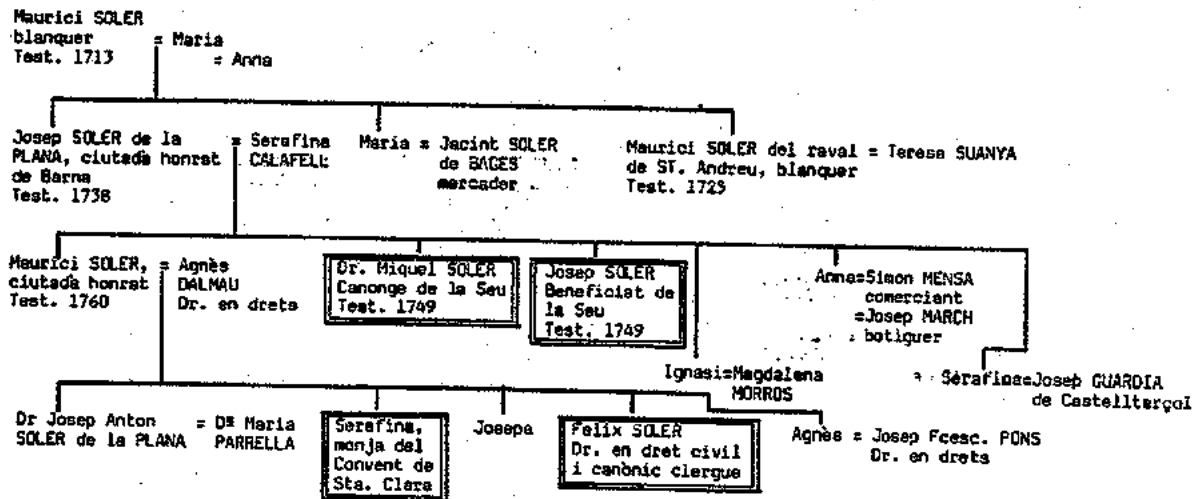 Maurici SOLER
blanquer = Maria
Test. 1713 = Anna
Josep SOLER de la
PLANA, ciutadà honrat
de Barna
Test. 1738
= Serafina
CALAFELL
Maria = Jacint SOLER
de BAGES
mercader
Maurici SOLER del raval = Teresa SUANYA
de ST. Andreu, blanquer
Test. 1723
Maurici SOLER,
ciutadà honrat
Test. 1760
= Agnès
DALMAU
Dr. en drets
Dr. Miquel SOLER
Canonge de la Seu
Test. 1749
Josep SOLER
Beneficiat de
la Seu
Test. 1749
Ignasi=Magdalena
MORROS
Anna=Simon MENSA
comerciant
=Josep MARCH
botiguer
Serafina=Josep GUARDIA
de Castellterçol
Dr Josep Anton
SOLER de la PLANA
= Dª Maria
PARRELLA
Serafina,
monja del
Convent de
Sta. Clara
Josepa
Felix SOLER
Dr. en dret civil
i canònic clergue
Agnès = Josep Fcesc. PONS
Dr. en drets